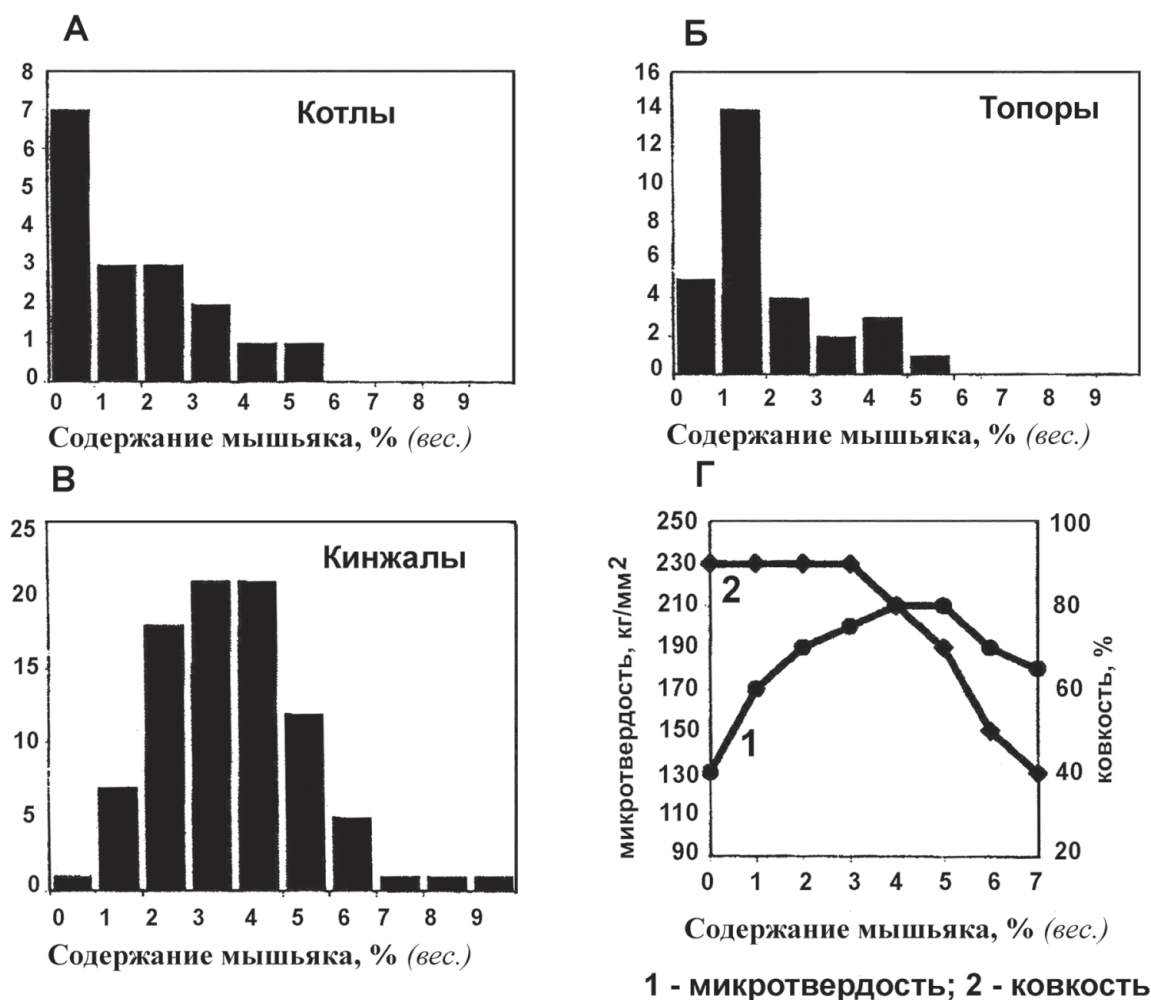 А
Котлы
8
7
6
5
4
3
2
1
0
0 1 2 3 4 5 6 7 8 9
Содержание мышьяка, % (вес.)
Б
Топоры
16
14
12
10
8
6
4
2
0
0 1 2 3 4 5 6 7 8 9
Содержание мышьяка, % (вес.)
В
Кинжалы
25
20
15
10
5
0
0 1 2 3 4 5 6 7 8 9
Содержание мышьяка, % (вес.)
Г
микротвердость, кг/мм²
250
230
210
190
170
150
130
110
90
2
1
100
80
60
40
20
ковкость, %
0 1 2 3 4 5 6 7
Содержание мышьяка, % (вес.)
1 - микротвердость; 2 - ковкость